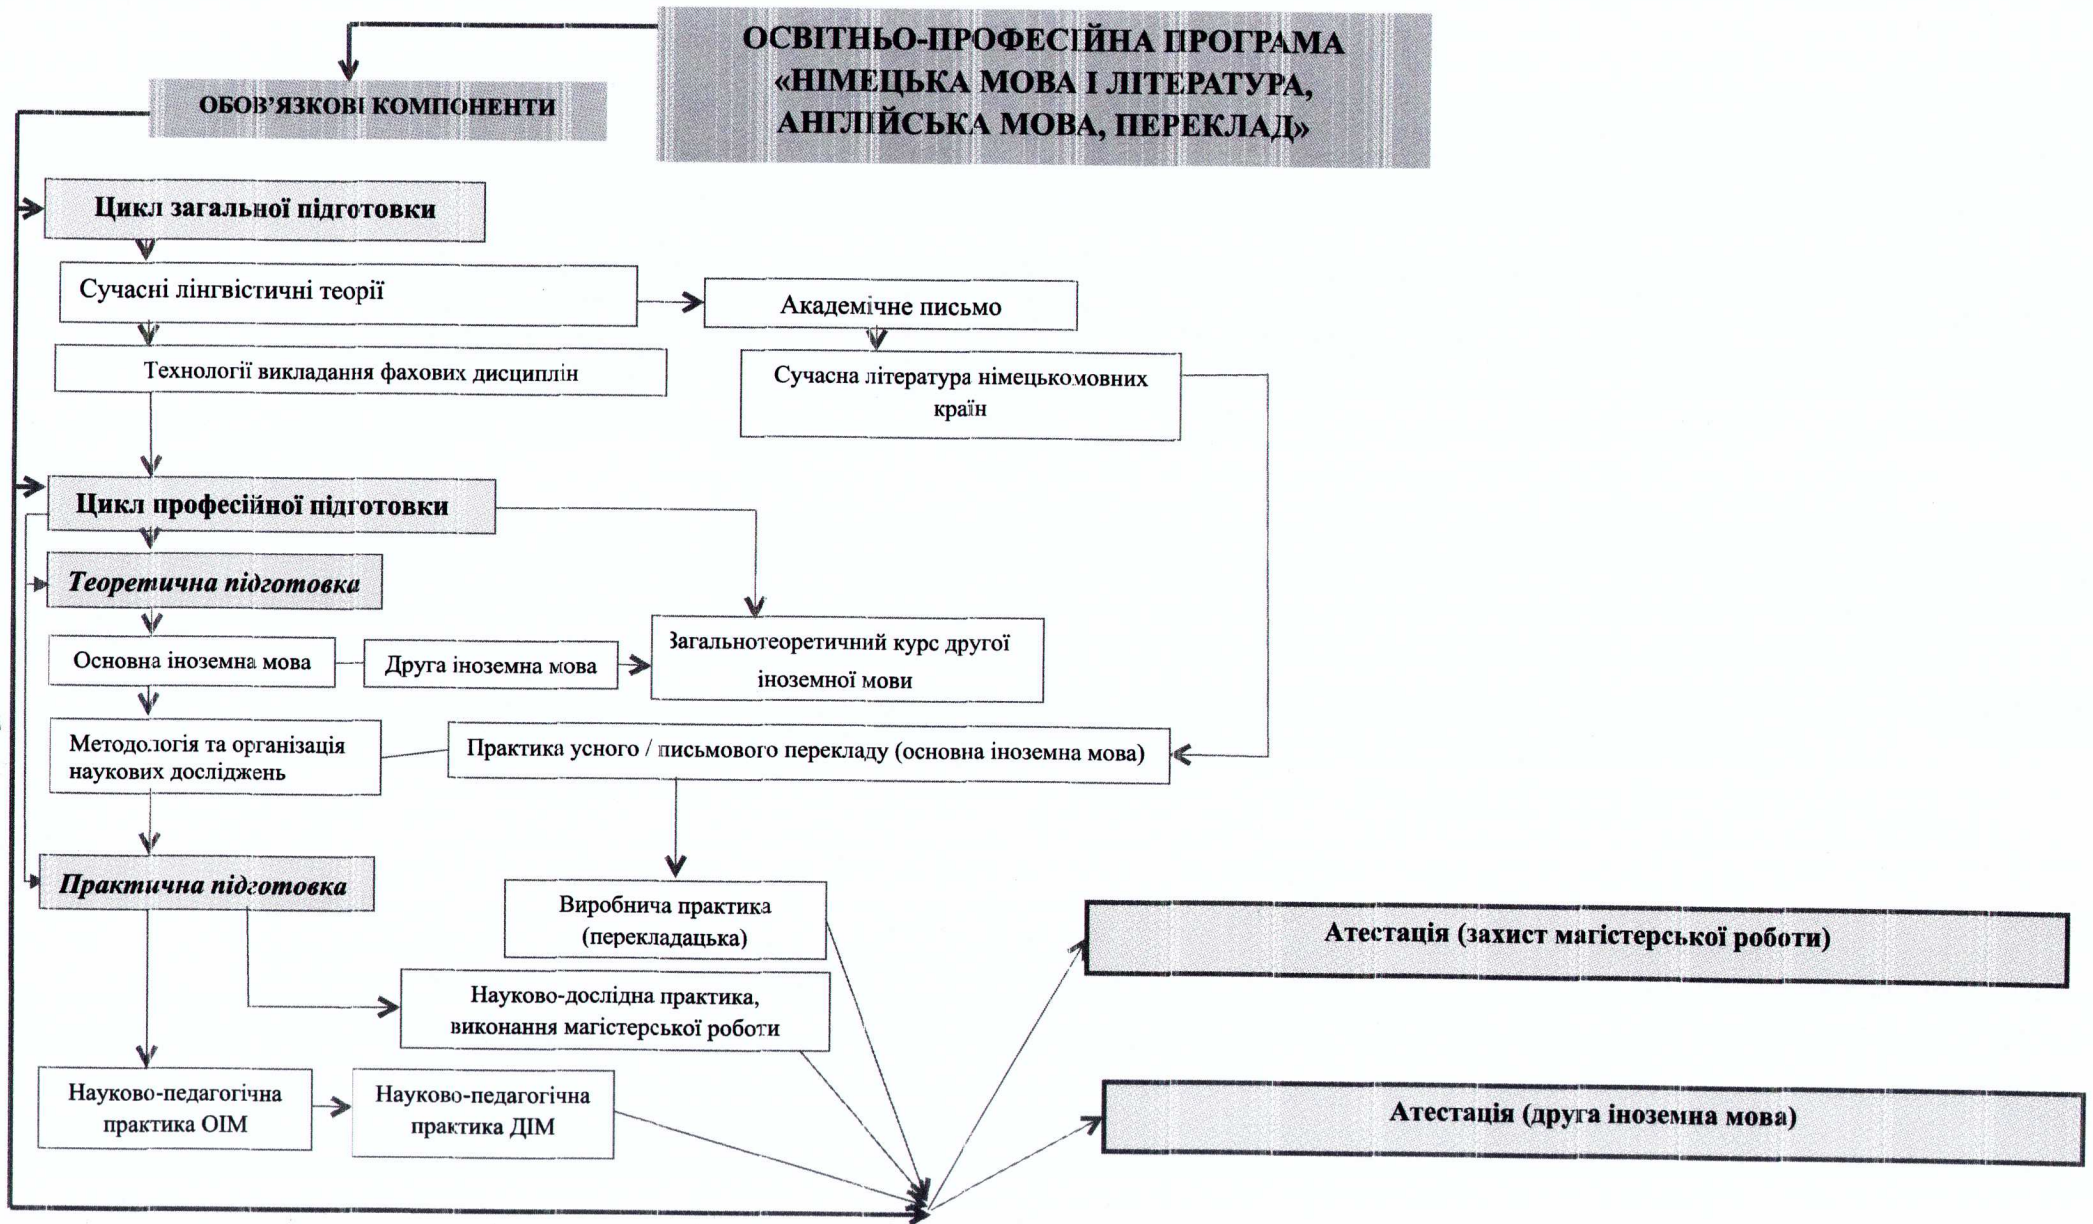 ОСВІТНЬО-ПРОФЕСІЙНА ПРОГРАМА
«НІМЕЦЬКА МОВА І ЛІТЕРАТУРА,
АНГЛІЙСЬКА МОВА, ПЕРЕКЛАД»
ОБОВ’ЯЗКОВІ КОМПОНЕНТИ
Цикл загальної підготовки
Сучасні лінгвістичні теорії
Академічне письмо
Технології викладання фахових дисциплін
Сучасна література німецькомовних
країн
Цикл професійної підготовки
Теоретична підготовка
Основна іноземна мова
Друга іноземна мова
Загальнотеоретичний курс другої
іноземної мови
Методологія та організація
наукових досліджень
Практика усного / письмового перекладу (основна іноземна мова)
Практична підготовка
Виробнича практика
(перекладацька)
Атестація (захист магістерської роботи)
Науково-дослідна практика,
виконання магістерської роботи
Науково-педагогічна
практика ОІМ
Науково-педагогічна
практика ДІМ
Атестація (друга іноземна мова)